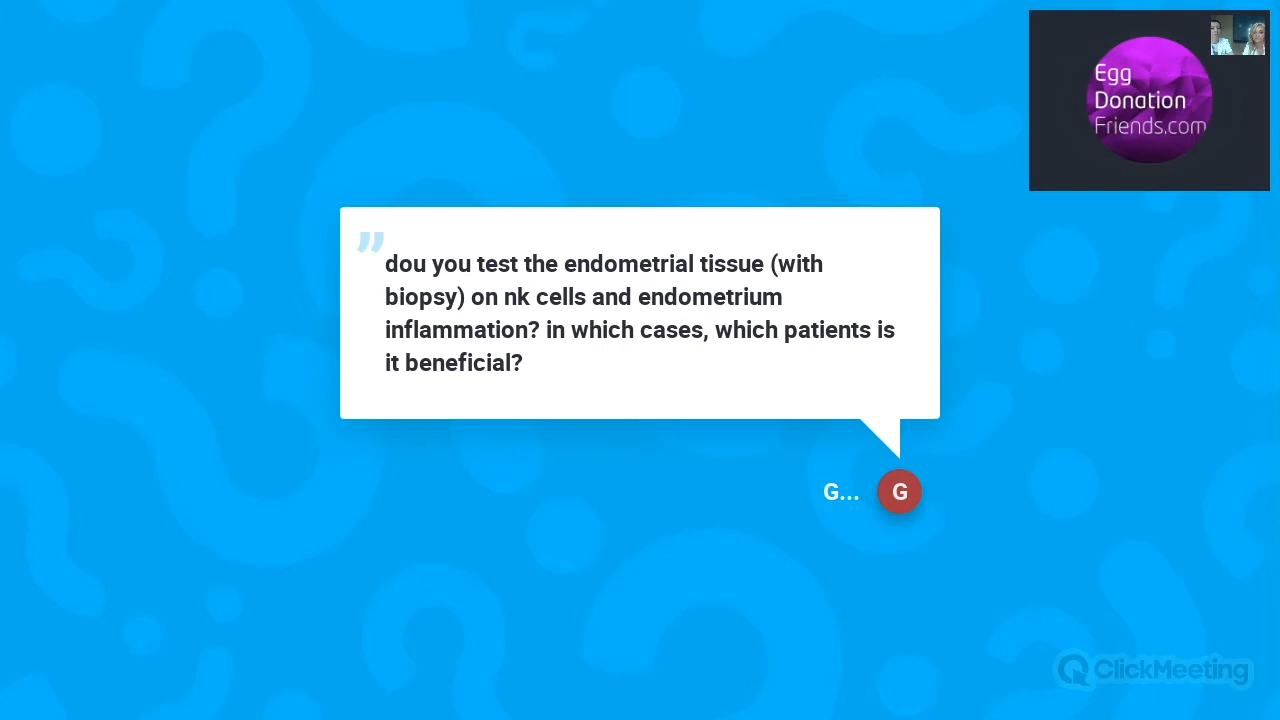 Egg
Donation
Friends.com
dou you test the endometrial tissue (with
biopsy) on nk cells and endometrium
inflammation? in which cases, which patients is
it beneficial?
G...
G
ClickMeeting